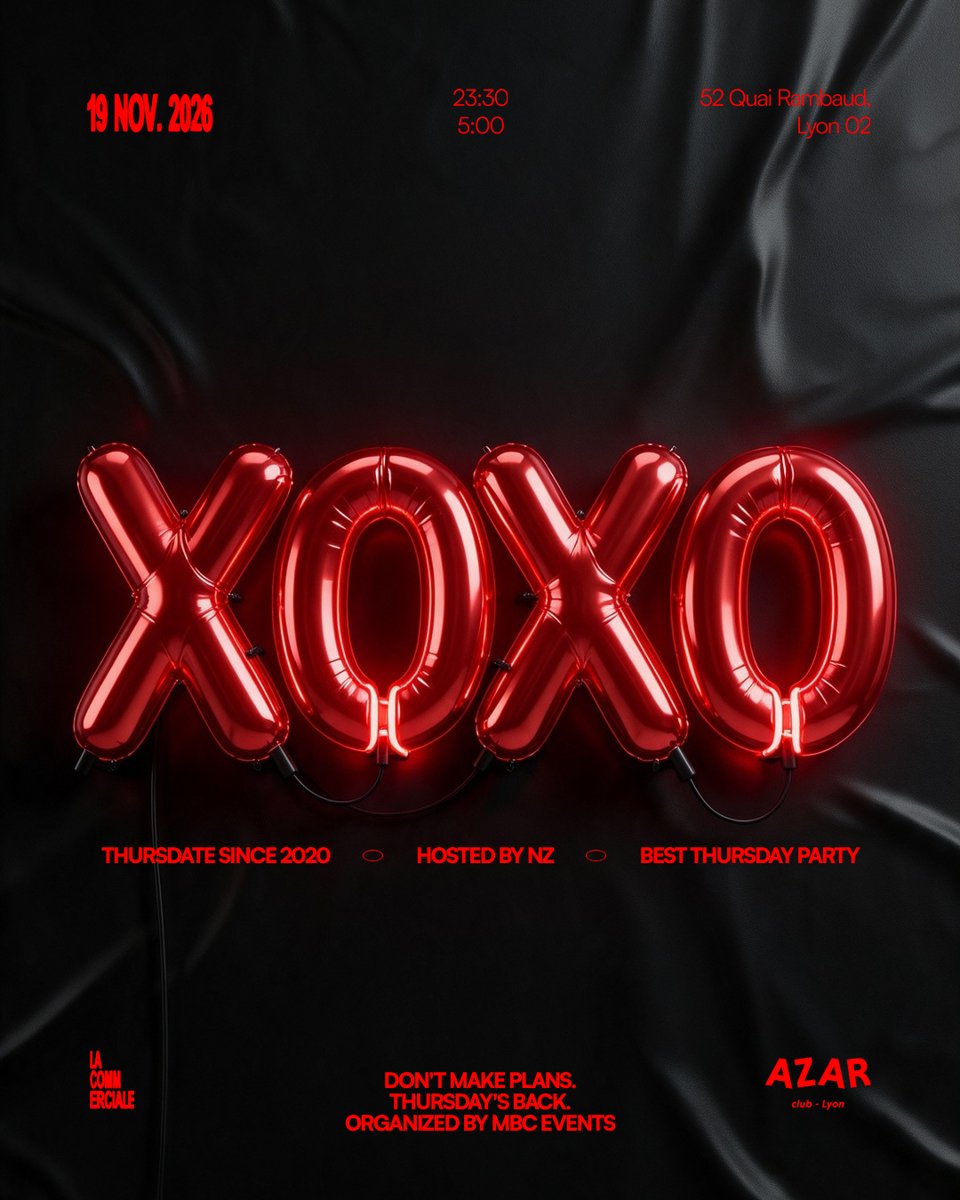 19 NOV. 2026
23:30
5:00
52 Quai Rambaud,
Lyon 02
XOXO
THURSDATE SINCE 2020
HOSTED BY NZ
BEST THURSDAY PARTY
LA
COMM
ERCIALE
DON'T MAKE PLANS.
THURSDAY'S BACK.
ORGANIZED BY MBC EVENTS
AZAR
club - Lyon